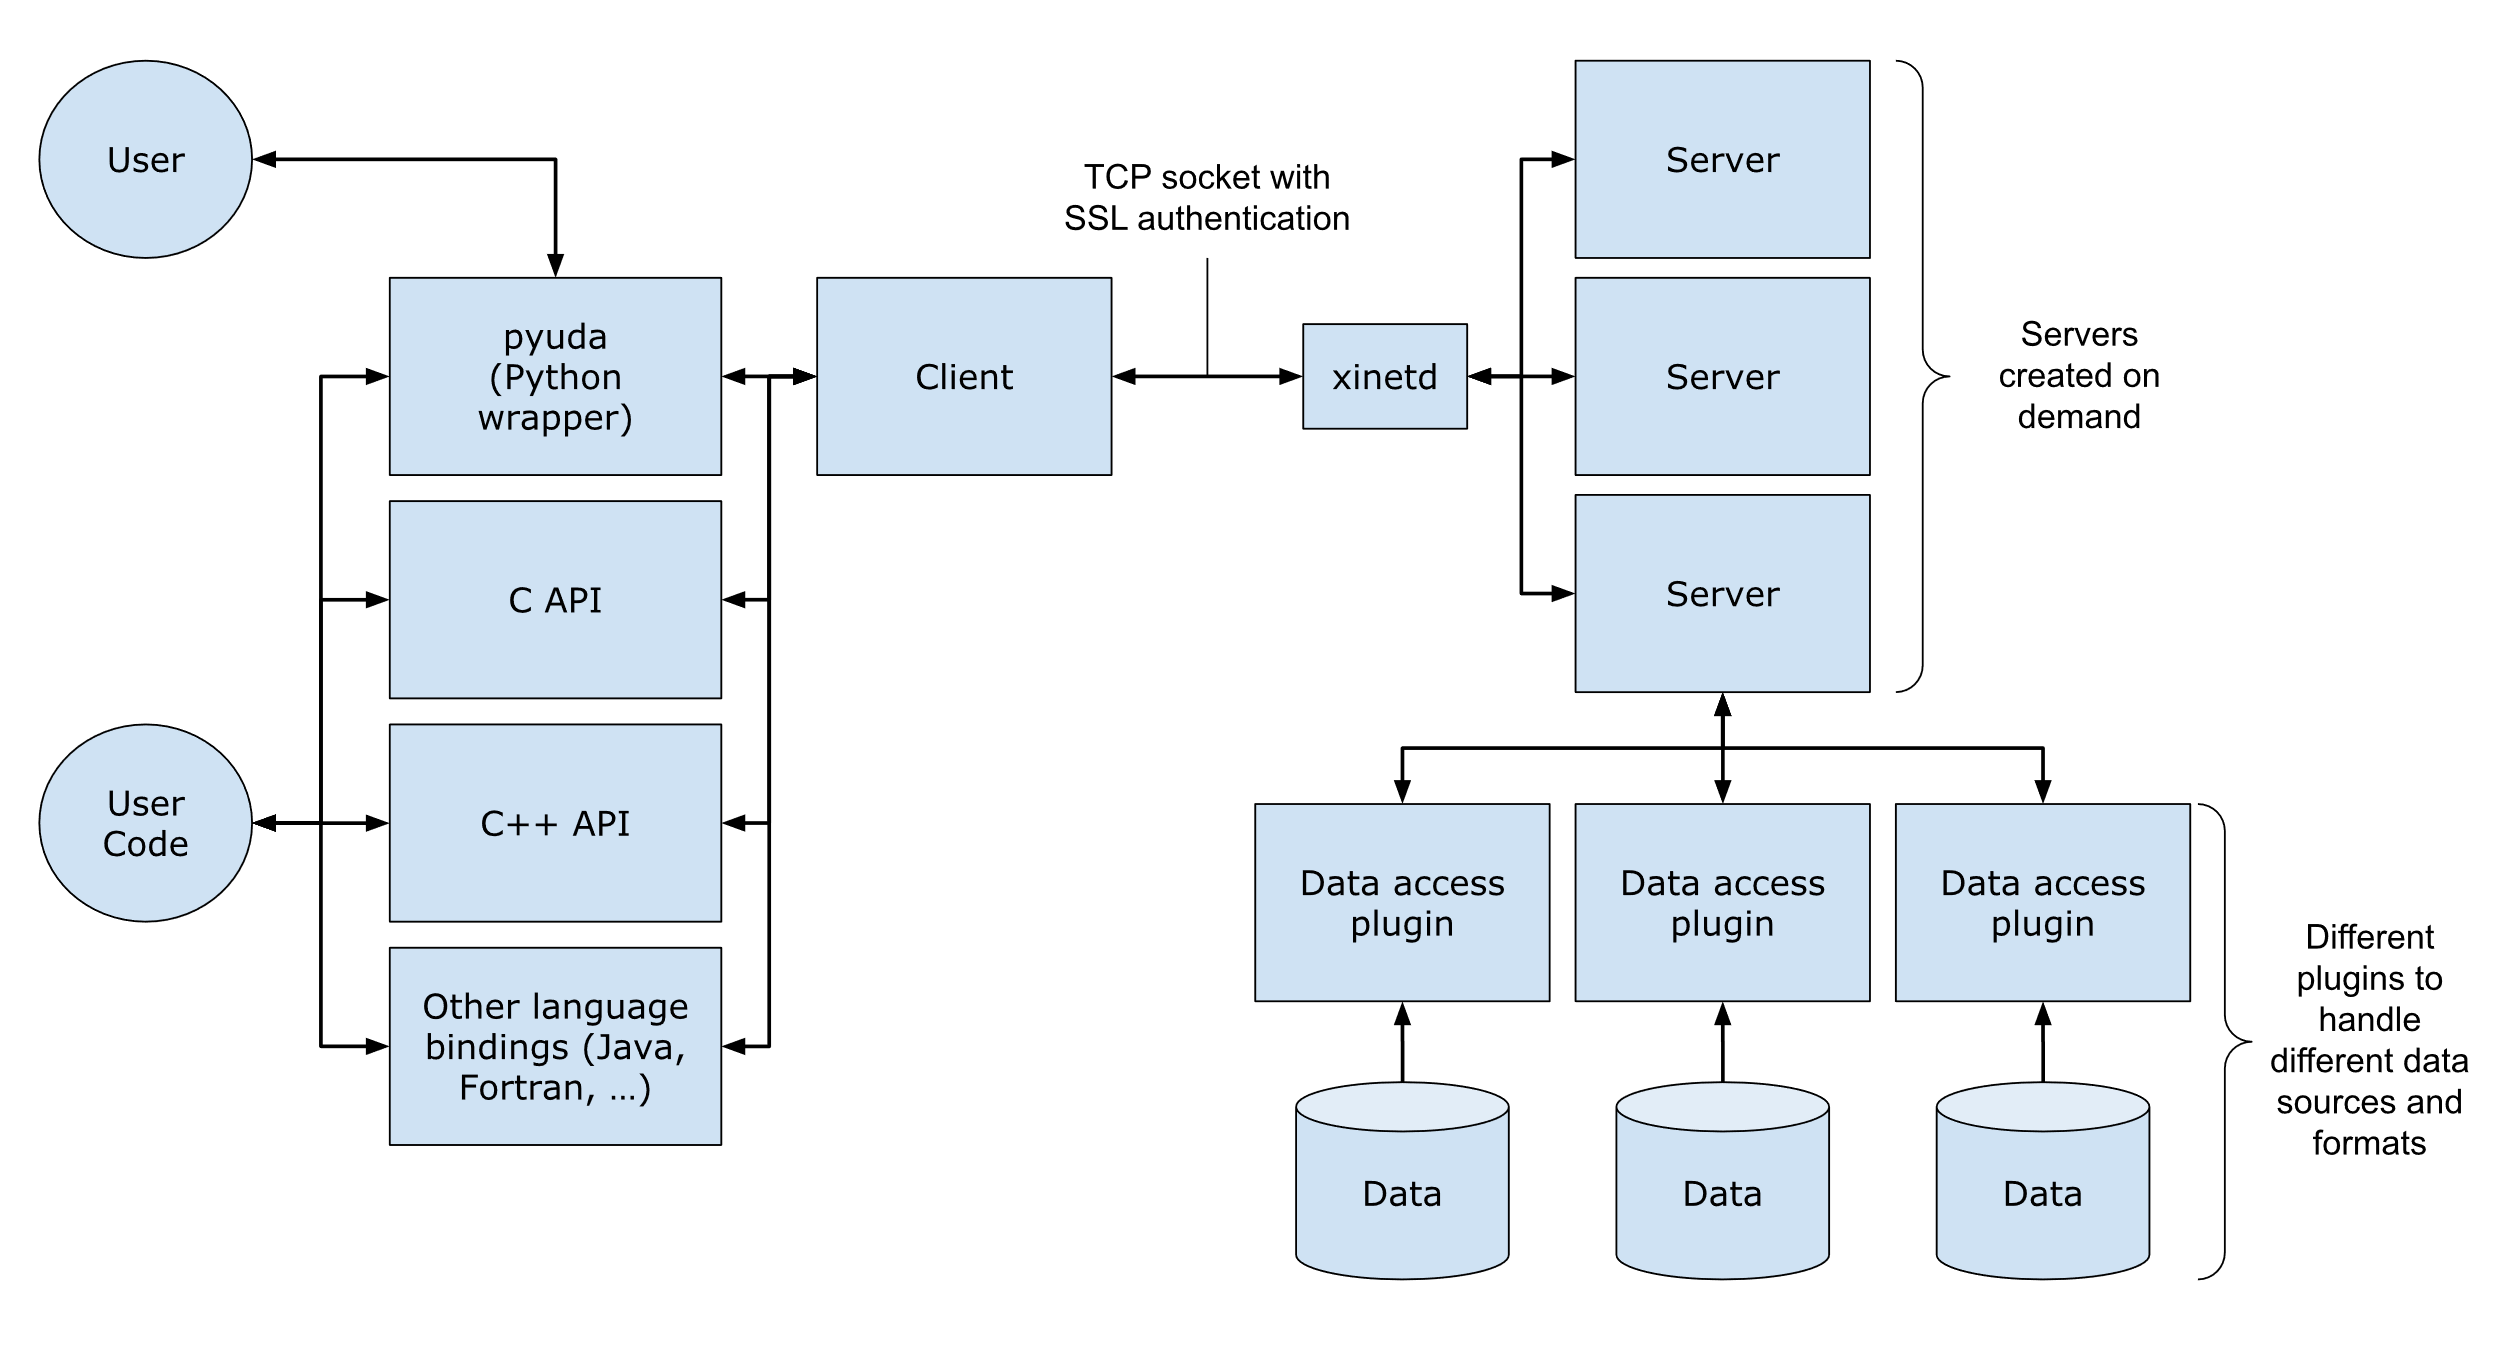 User
pyuda
(Python
wrapper)
C API
User
Code
C++ API
Other language
bindings (Java,
Fortran, ...)
Client
TCP socket with
SSL authentication
xinetd
Server
Server
Server
Servers
created on
demand
Data access
plugin
Data access
plugin
Data access
plugin
Data
Data
Data
Different
plugins to
handle
different data
sources and
formats